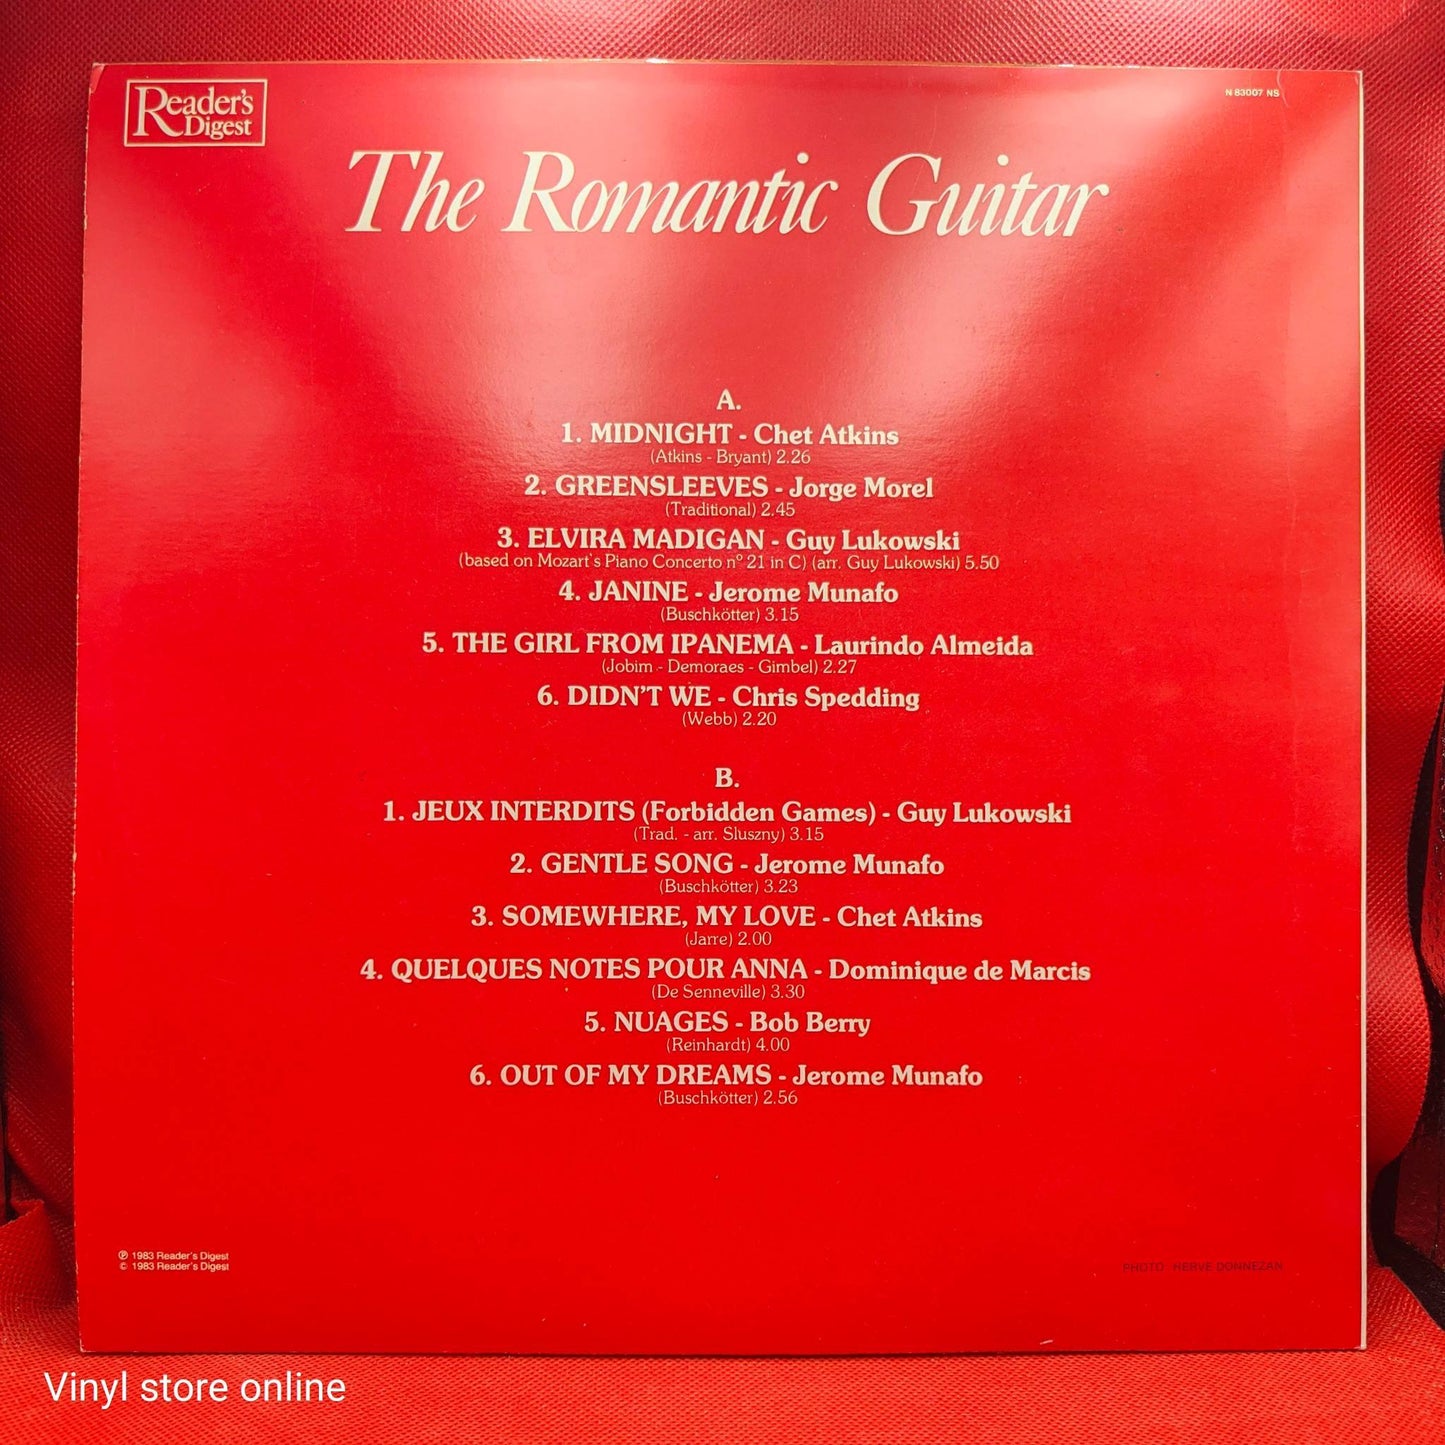 Reader's
Digest
N 83007 NS
The Romantic Guitar
A.
1. MIDNIGHT - Chet Atkins
(Atkins - Bryant) 2.26
2. GREENSLEEVES - Jorge Morel
(Traditional) 2.45
3. ELVIRA MADIGAN - Guy Lukowski
(based on Mozart's Piano Concerto nº 21 in C) (arr. Guy Lukowski) 5.50
4. JANINE - Jerome Munafo
(Buschkötter) 3.15
5. THE GIRL FROM IPANEMA - Laurindo Almeida
(Jobim - Demoraes - Gimbel) 2.27
6. DIDN'T WE - Chris Spedding
(Webb) 2.20
B.
1. JEUX INTERDITS (Forbidden Games) - Guy Lukowski
(Trad. - arr. Sluszny) 3.15
2. GENTLE SONG - Jerome Munafo
(Buschkötter) 3.23
3. SOMEWHERE, MY LOVE - Chet Atkins
(Jarre) 2.00
4. QUELQUES NOTES POUR ANNA - Dominique de Marcis
(De Senneville) 3.30
5. NUAGES - Bob Berry
(Reinhardt) 4.00
6. OUT OF MY DREAMS - Jerome Munafo
(Buschkötter) 2.56
℗ 1983 Reader's Digest
© 1983 Reader's Digest
PHOTO HERVE DONNEZAN
Vinyl store online